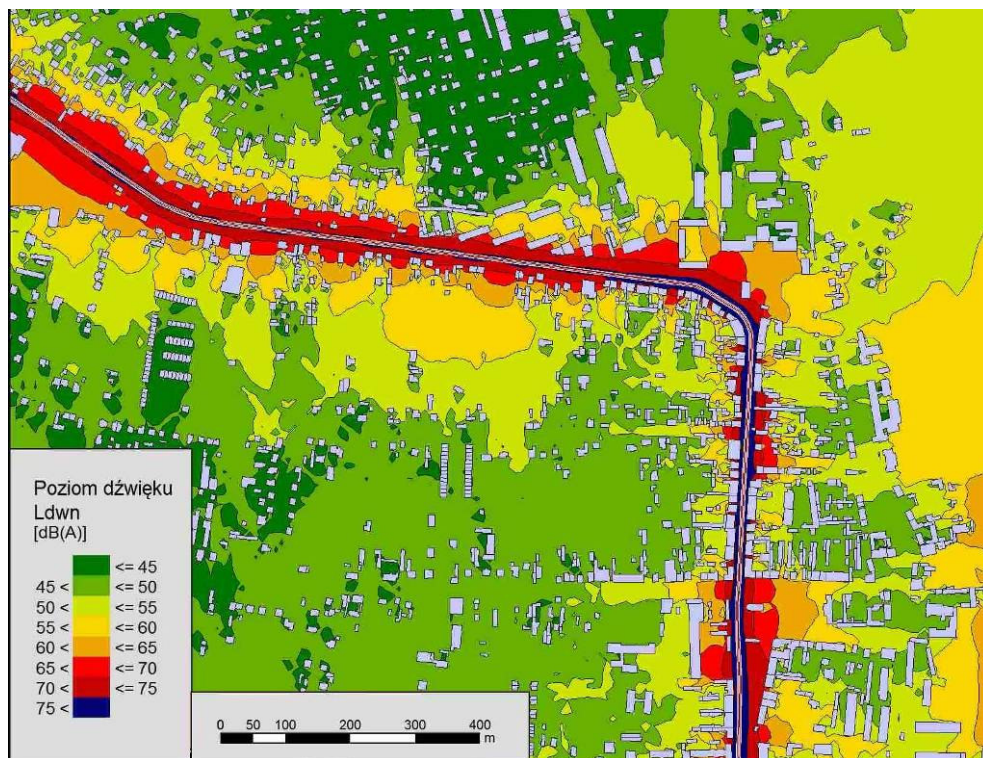 Poziom dźwięku
Ldwn
[dB(A)]
<= 45
45 < <= 50
50 < <= 55
55 < <= 60
60 < <= 65
65 < <= 70
70 < <= 75
75 <
0 50 100 200 300 400
m